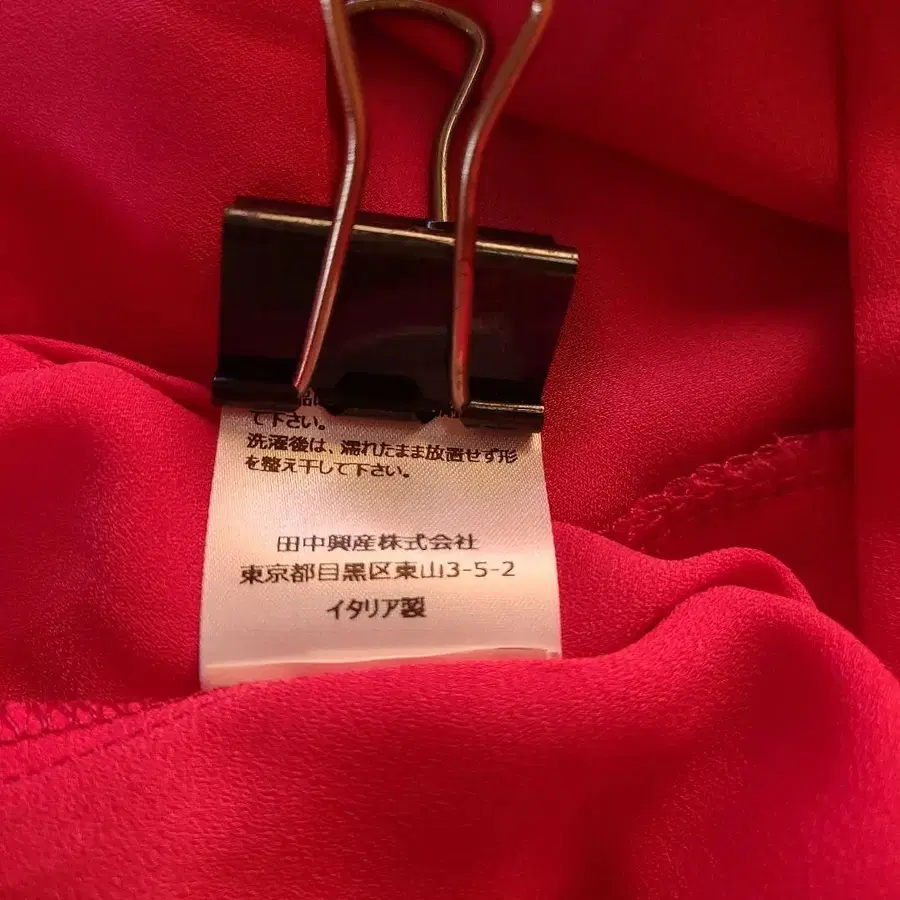 て下さい。
洗濯後は、濡れたまま放置せず形
を整え干して下さい。
田中興産株式会社
東京都目黒区東山3-5-2
イタリア製